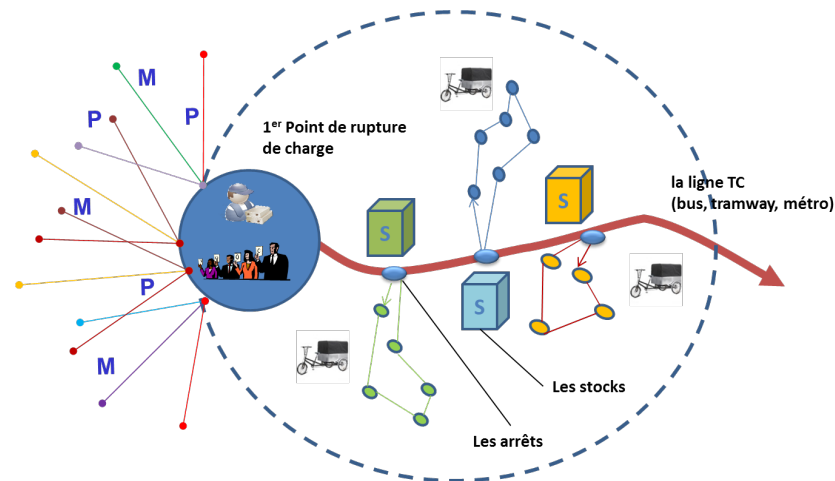 M
P
P
M
P
M
1er Point de rupture
de charge
S
S
S
la ligne TC
(bus, tramway, métro)
Les stocks
Les arrêts